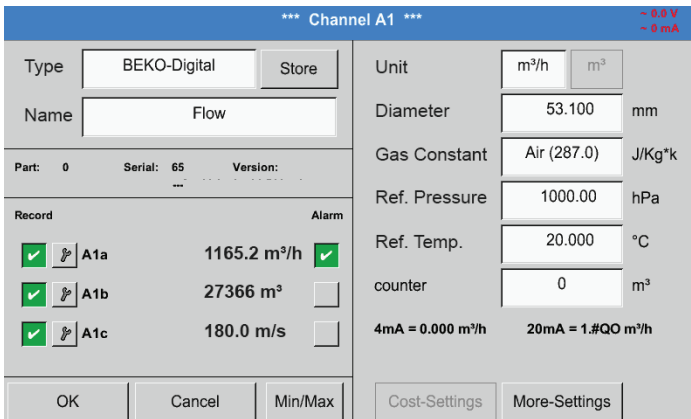 *** Channel A1 ***
~ 0.0 V
~ 0 mA
Type BEKO-Digital Store
Name Flow
Part: 0 Serial: 65 Version:
---
Record Alarm
A1a 1165.2 m³/h
A1b 27366 m³
A1c 180.0 m/s
OK Cancel Min/Max
Unit m³/h m³
Diameter 53.100 mm
Gas Constant Air (287.0) J/Kg*k
Ref. Pressure 1000.00 hPa
Ref. Temp. 20.000 °C
counter 0 m³
4mA = 0.000 m³/h 20mA = 1.#QO m³/h
Cost-Settings More-Settings